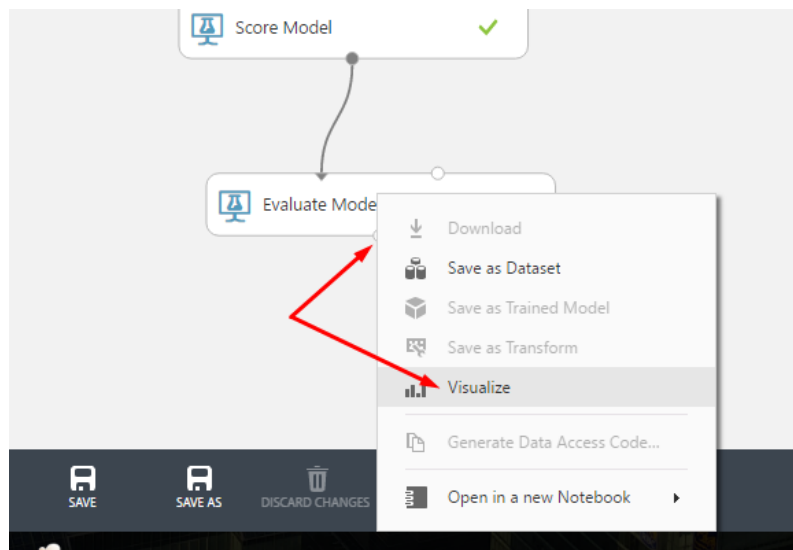 Score Model
Evaluate Mode
Download
Save as Dataset
Save as Trained Model
Save as Transform
Visualize
Generate Data Access Code...
Open in a new Notebook
SAVE
SAVE AS
DISCARD CHANGES